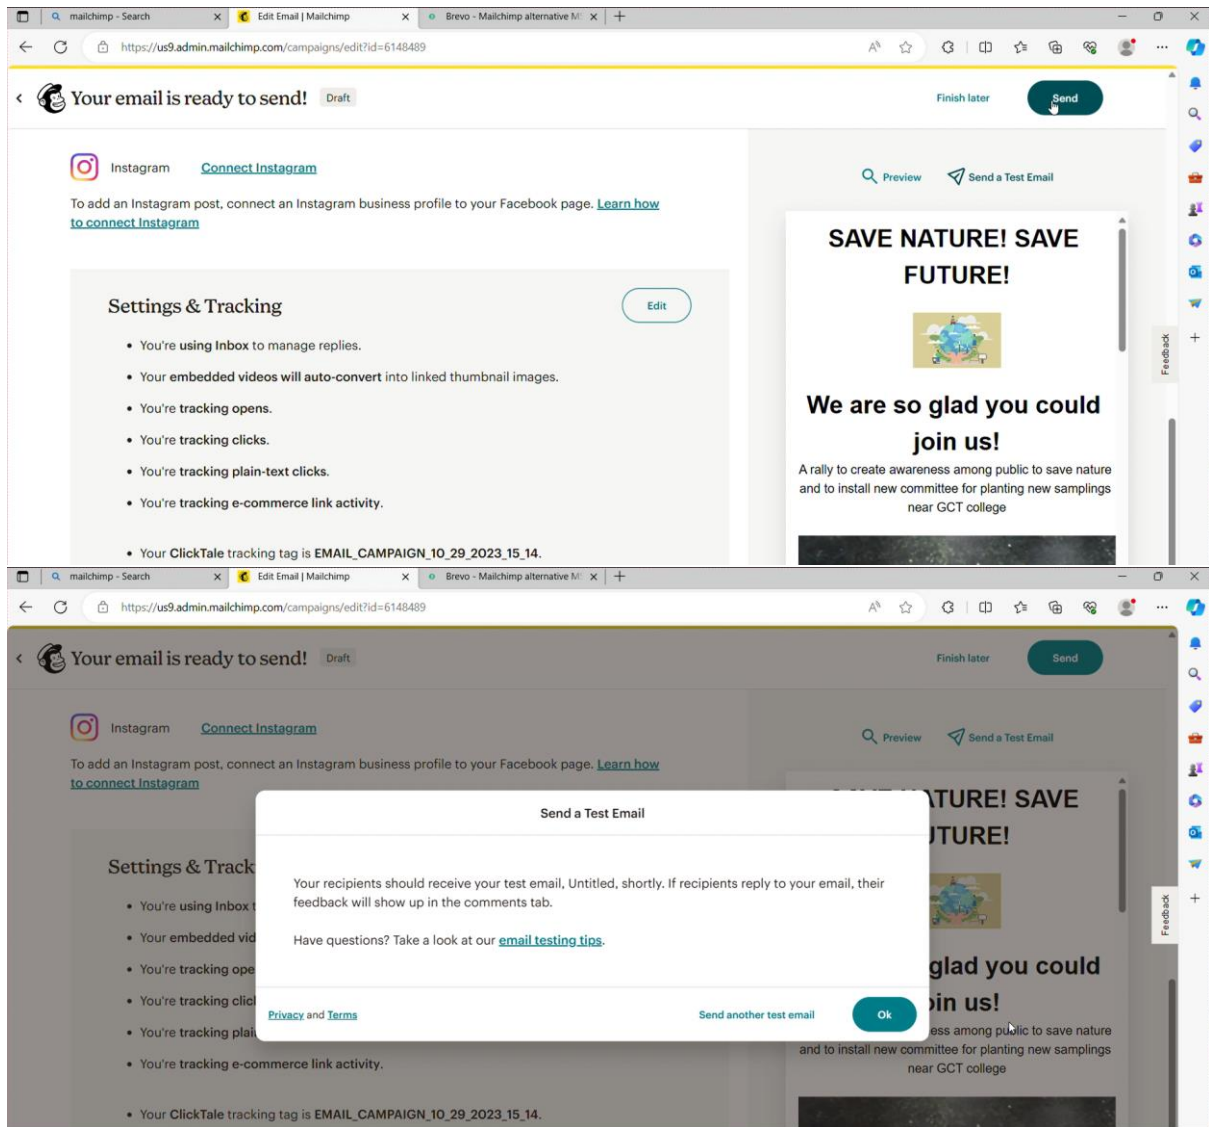 mailchimp - Search
Edit Email | Mailchimp
Brevo - Mailchimp alternative
https://us9.admin.mailchimp.com/campaigns/edit?id=6148489
Your email is ready to send!
Draft
Finish later
Send
Instagram
Connect Instagram
To add an Instagram post, connect an Instagram business profile to your Facebook page. Learn how
to connect Instagram
Settings & Tracking
Edit
• You're using Inbox to manage replies.
• Your embedded videos will auto-convert into linked thumbnail images.
• You're tracking opens.
• You're tracking clicks.
• You're tracking plain-text clicks.
• You're tracking e-commerce link activity.
• Your ClickTale tracking tag is EMAIL_CAMPAIGN_10_29_2023_15_14.
Preview
Send a Test Email
SAVE NATURE! SAVE
FUTURE!
We are so glad you could
join us!
A rally to create awareness among public to save nature
and to install new committee for planting new samplings
near GCT college
Feedback
mailchimp - Search
Edit Email | Mailchimp
Brevo - Mailchimp alternative
https://us9.admin.mailchimp.com/campaigns/edit?id=6148489
Your email is ready to send!
Draft
Finish later
Send
Instagram
Connect Instagram
To add an Instagram post, connect an Instagram business profile to your Facebook page. Learn how
to connect Instagram
Settings & Track
• You're using Inbox t
• Your embedded vid
• You're tracking ope
• You're tracking clic
• You're tracking plai
• You're tracking e-commerce link activity.
• Your ClickTale tracking tag is EMAIL_CAMPAIGN_10_29_2023_15_14.
Send a Test Email
Your recipients should receive your test email, Untitled, shortly. If recipients reply to your email, their
feedback will show up in the comments tab.
Have questions? Take a look at our email testing tips.
Privacy and Terms
Send another test email
Ok
Preview
Send a Test Email
ATURE! SAVE
UTURE!
glad you could
in us!
ess among public to save nature
and to install new committee for planting new samplings
near GCT college
Feedback